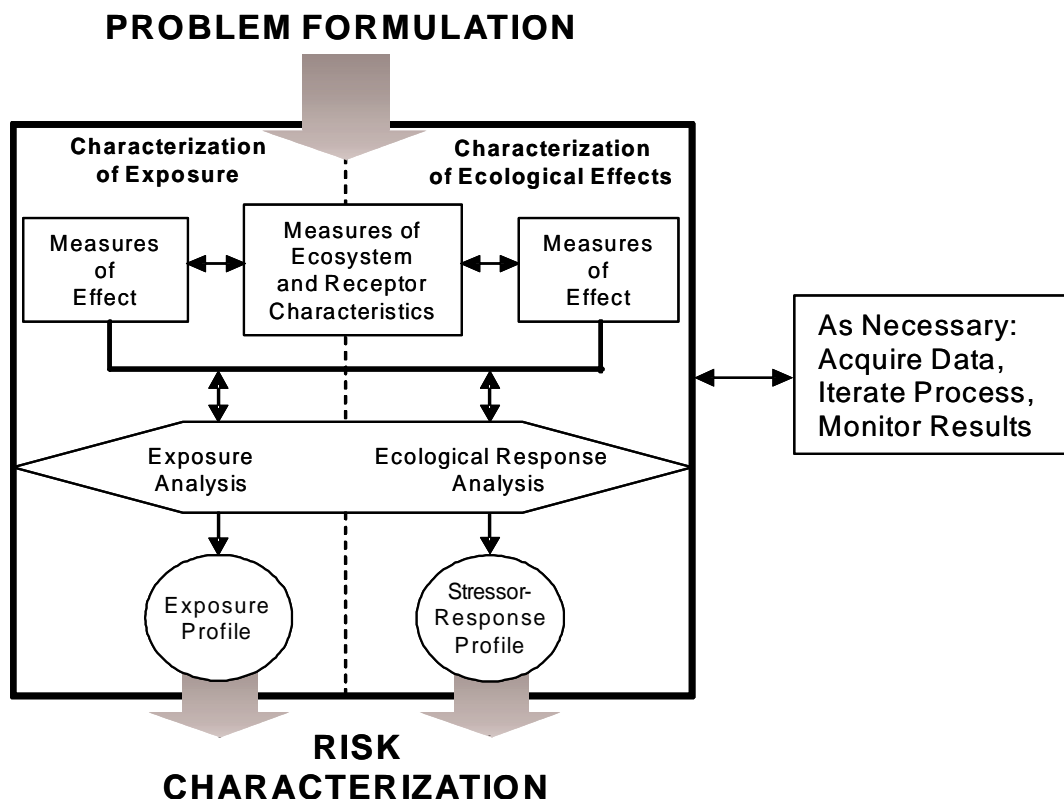 PROBLEM FORMULATION
Characterization
of Exposure
Characterization
of Ecological Effects
Measures
of
Effect
Measures of
Ecosystem
and Receptor
Characteristics
Measures
of
Effect
As Necessary:
Acquire Data,
Iterate Process,
Monitor Results
Exposure
Analysis
Ecological Response
Analysis
Exposure
Profile
Stressor-
Response
Profile
RISK
CHARACTERIZATION